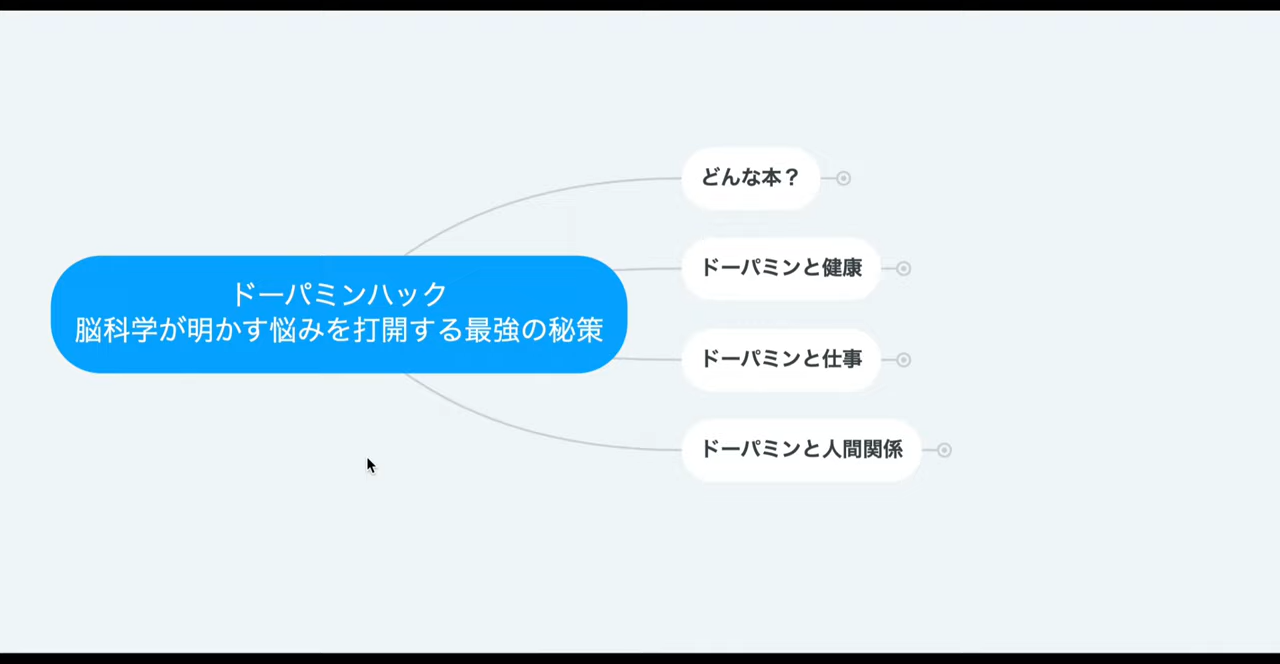 ドーパミンハック
脳科学が明かす悩みを打開する最強の秘策
どんな本？
ドーパミンと健康
ドーパミンと仕事
ドーパミンと人間関係